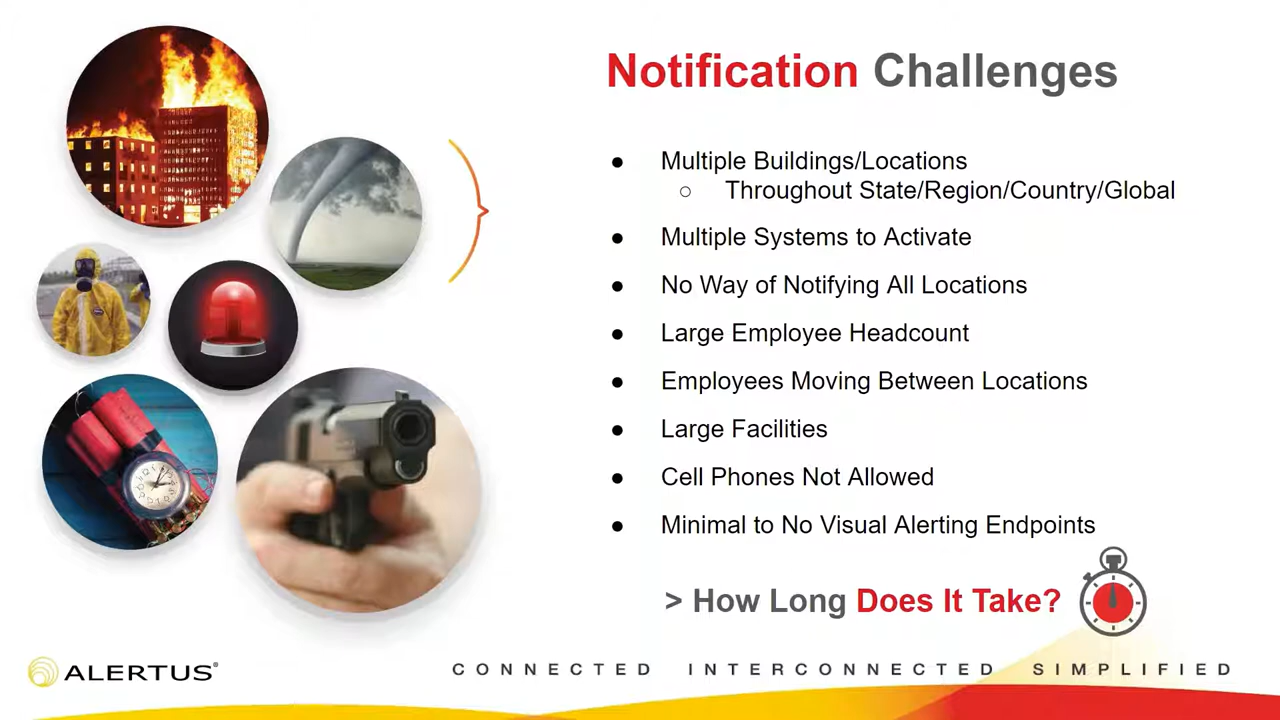 Notification Challenges
● Multiple Buildings/Locations
○ Throughout State/Region/Country/Global
● Multiple Systems to Activate
● No Way of Notifying All Locations
● Large Employee Headcount
● Employees Moving Between Locations
● Large Facilities
● Cell Phones Not Allowed
● Minimal to No Visual Alerting Endpoints
> How Long Does It Take?
ALERTUS®
CONNECTED INTERCONNECTED SIMPLIFIED